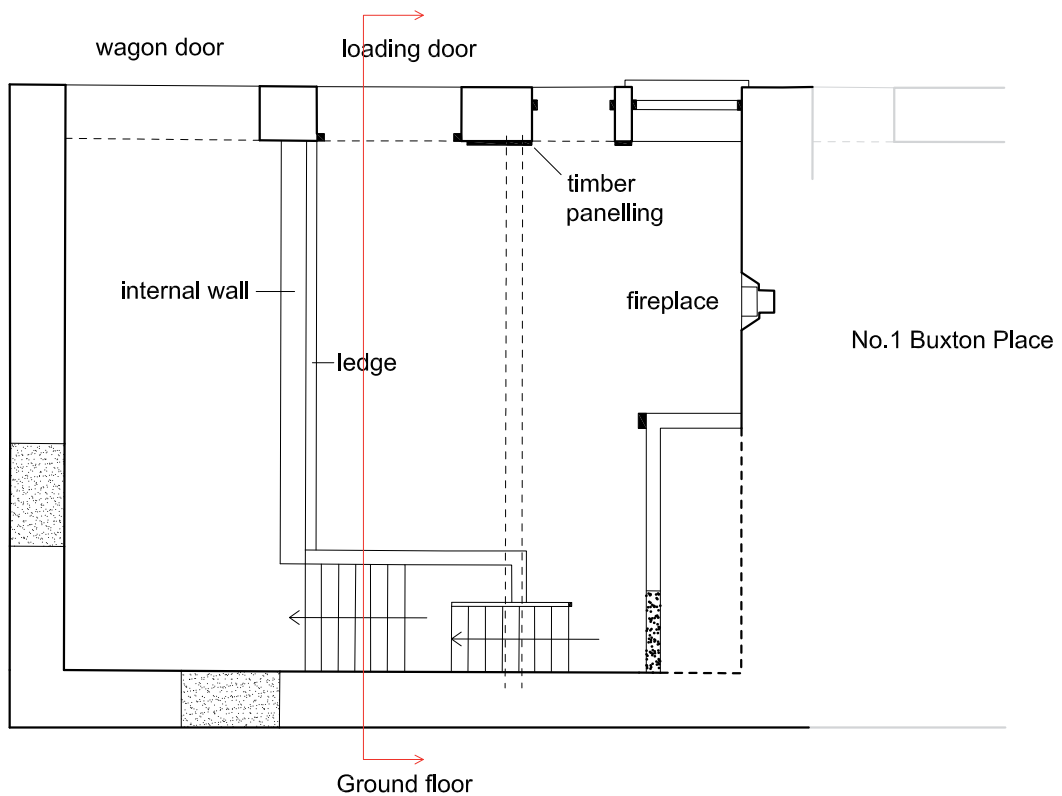 wagon door
loading door
timber
panelling
internal wall
fireplace
No.1 Buxton Place
ledge
Ground floor